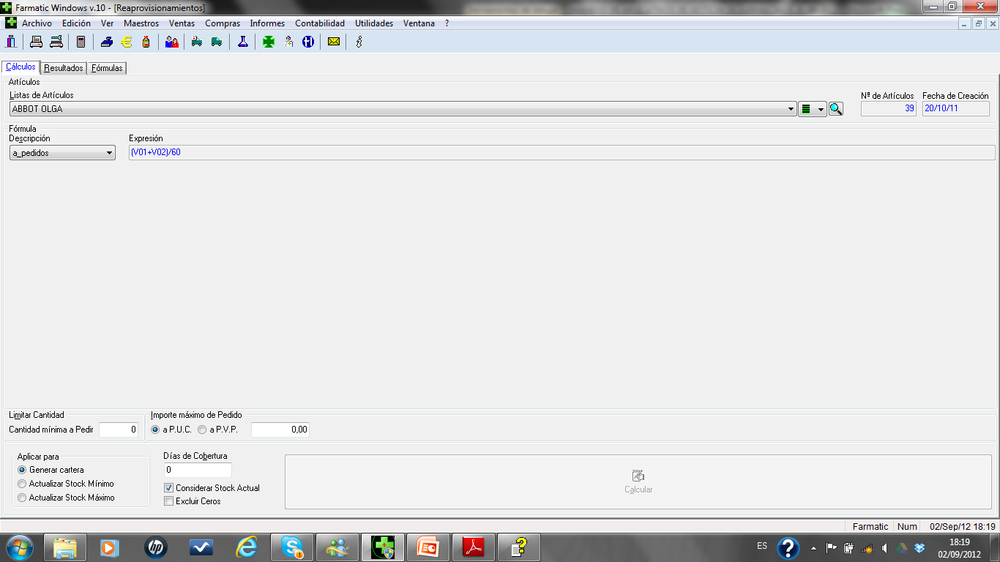 Farmatic Windows v.10 - [Reaprovisionamientos]
Archivo Edición Ver Maestros Ventas Compras Informes Contabilidad Utilidades Ventana ?
Cálculos Resultados Fórmulas
Artículos
Listas de Artículos Nº de Artículos Fecha de Creación
ABBOT OLGA 39 20/10/11
Fórmula
Descripción Expresión
a_pedidos (V01+V02)/60
Limitar Cantidad Importe máximo de Pedido
Cantidad mínima a Pedir 0 a P.U.C. a P.V.P. 0,00
Aplicar para Días de Cobertura
Generar cartera 0
Actualizar Stock Mínimo Considerar Stock Actual
Actualizar Stock Máximo Excluir Ceros
Calcular
Farmatic Num 02/Sep/12 18:19
ES 18:19
02/09/2012